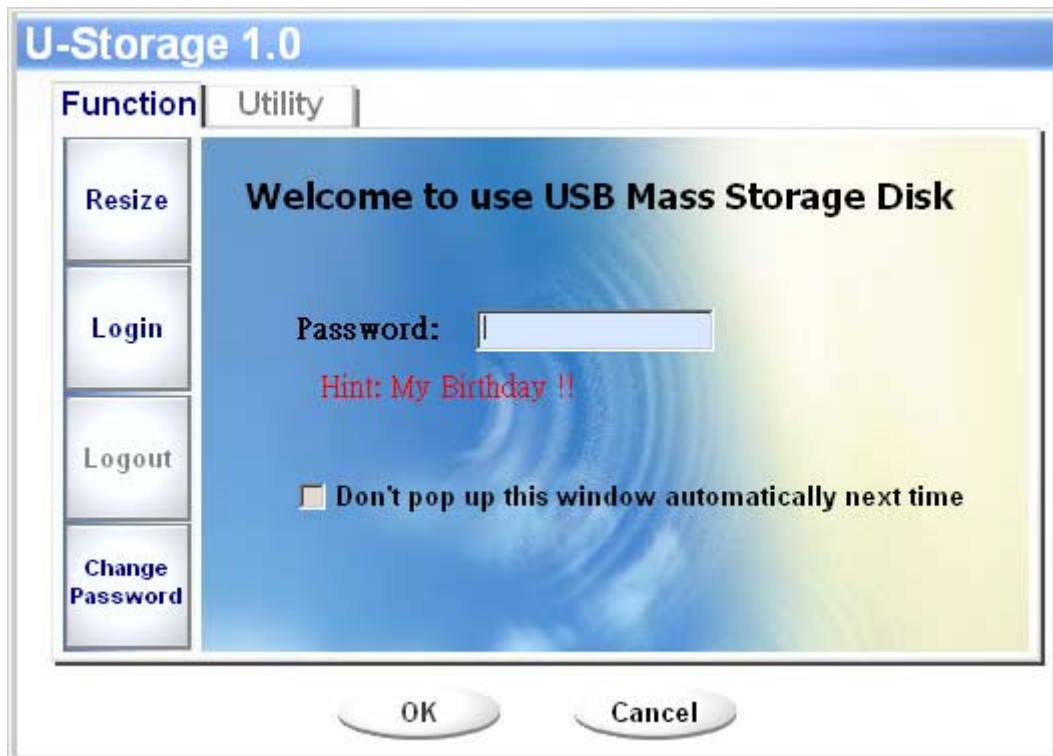 U-Storage 1.0
Function
Utility
Resize
Login
Logout
Change
Password
Welcome to use USB Mass Storage Disk
Password:
Hint: My Birthday !!
Don't pop up this window automatically next time
OK
Cancel